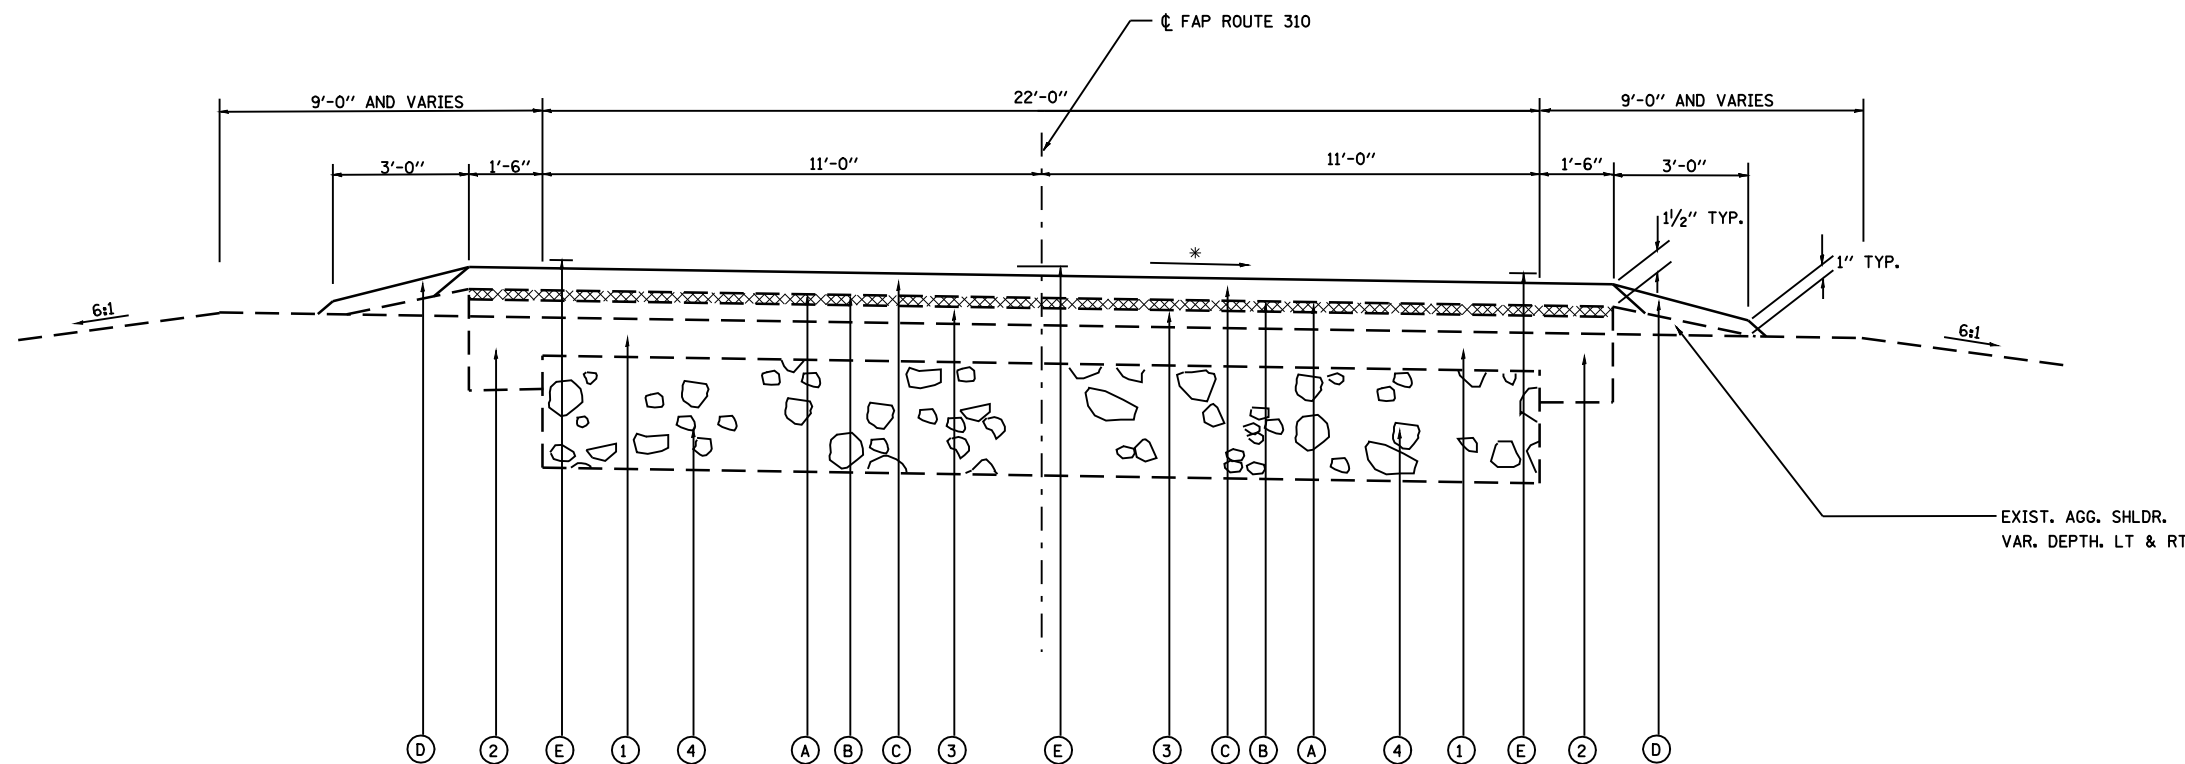 ℄ FAP ROUTE 310
9'-0" AND VARIES
22'-0"
9'-0" AND VARIES
3'-0"
1'-6"
11'-0"
11'-0"
1'-6"
3'-0"
1 1/2" TYP.
*
1" TYP.
6:1
6:1
EXIST. AGG. SHLDR.
VAR. DEPTH. LT & RT
D 2 E 1 4 A B C 3 E 3 C B A 4 1 E 2 D